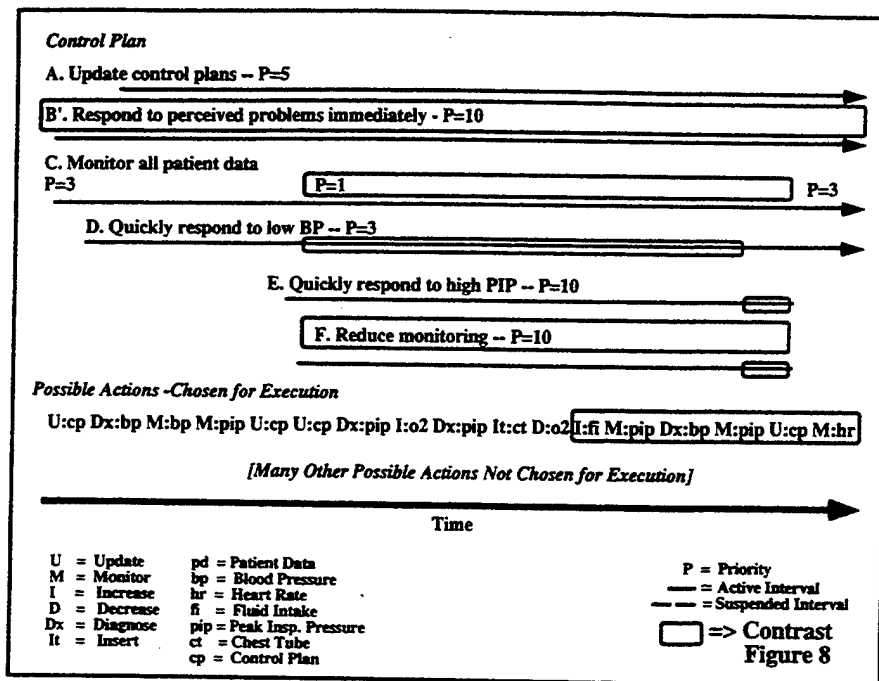 Control Plan
A. Update control plans -- P=5
B'. Respond to perceived problems immediately - P=10
C. Monitor all patient data
P=3 P=1 P=3
D. Quickly respond to low BP -- P=3
E. Quickly respond to high PIP -- P=10
F. Reduce monitoring -- P=10
Possible Actions -Chosen for Execution
U:cp Dx:bp M:bp M:pip U:cp U:cp Dx:pip I:o2 Dx:pip It:ct D:o2 I:fi M:pip Dx:bp M:pip U:cp M:hr
[Many Other Possible Actions Not Chosen for Execution]
Time
U = Update pd = Patient Data
M = Monitor bp = Blood Pressure
I = Increase hr = Heart Rate
D = Decrease fi = Fluid Intake
Dx = Diagnose pip = Peak Insp. Pressure
It = Insert ct = Chest Tube
cp = Control Plan
P = Priority
= Active Interval
= Suspended Interval
=> Contrast
Figure 8